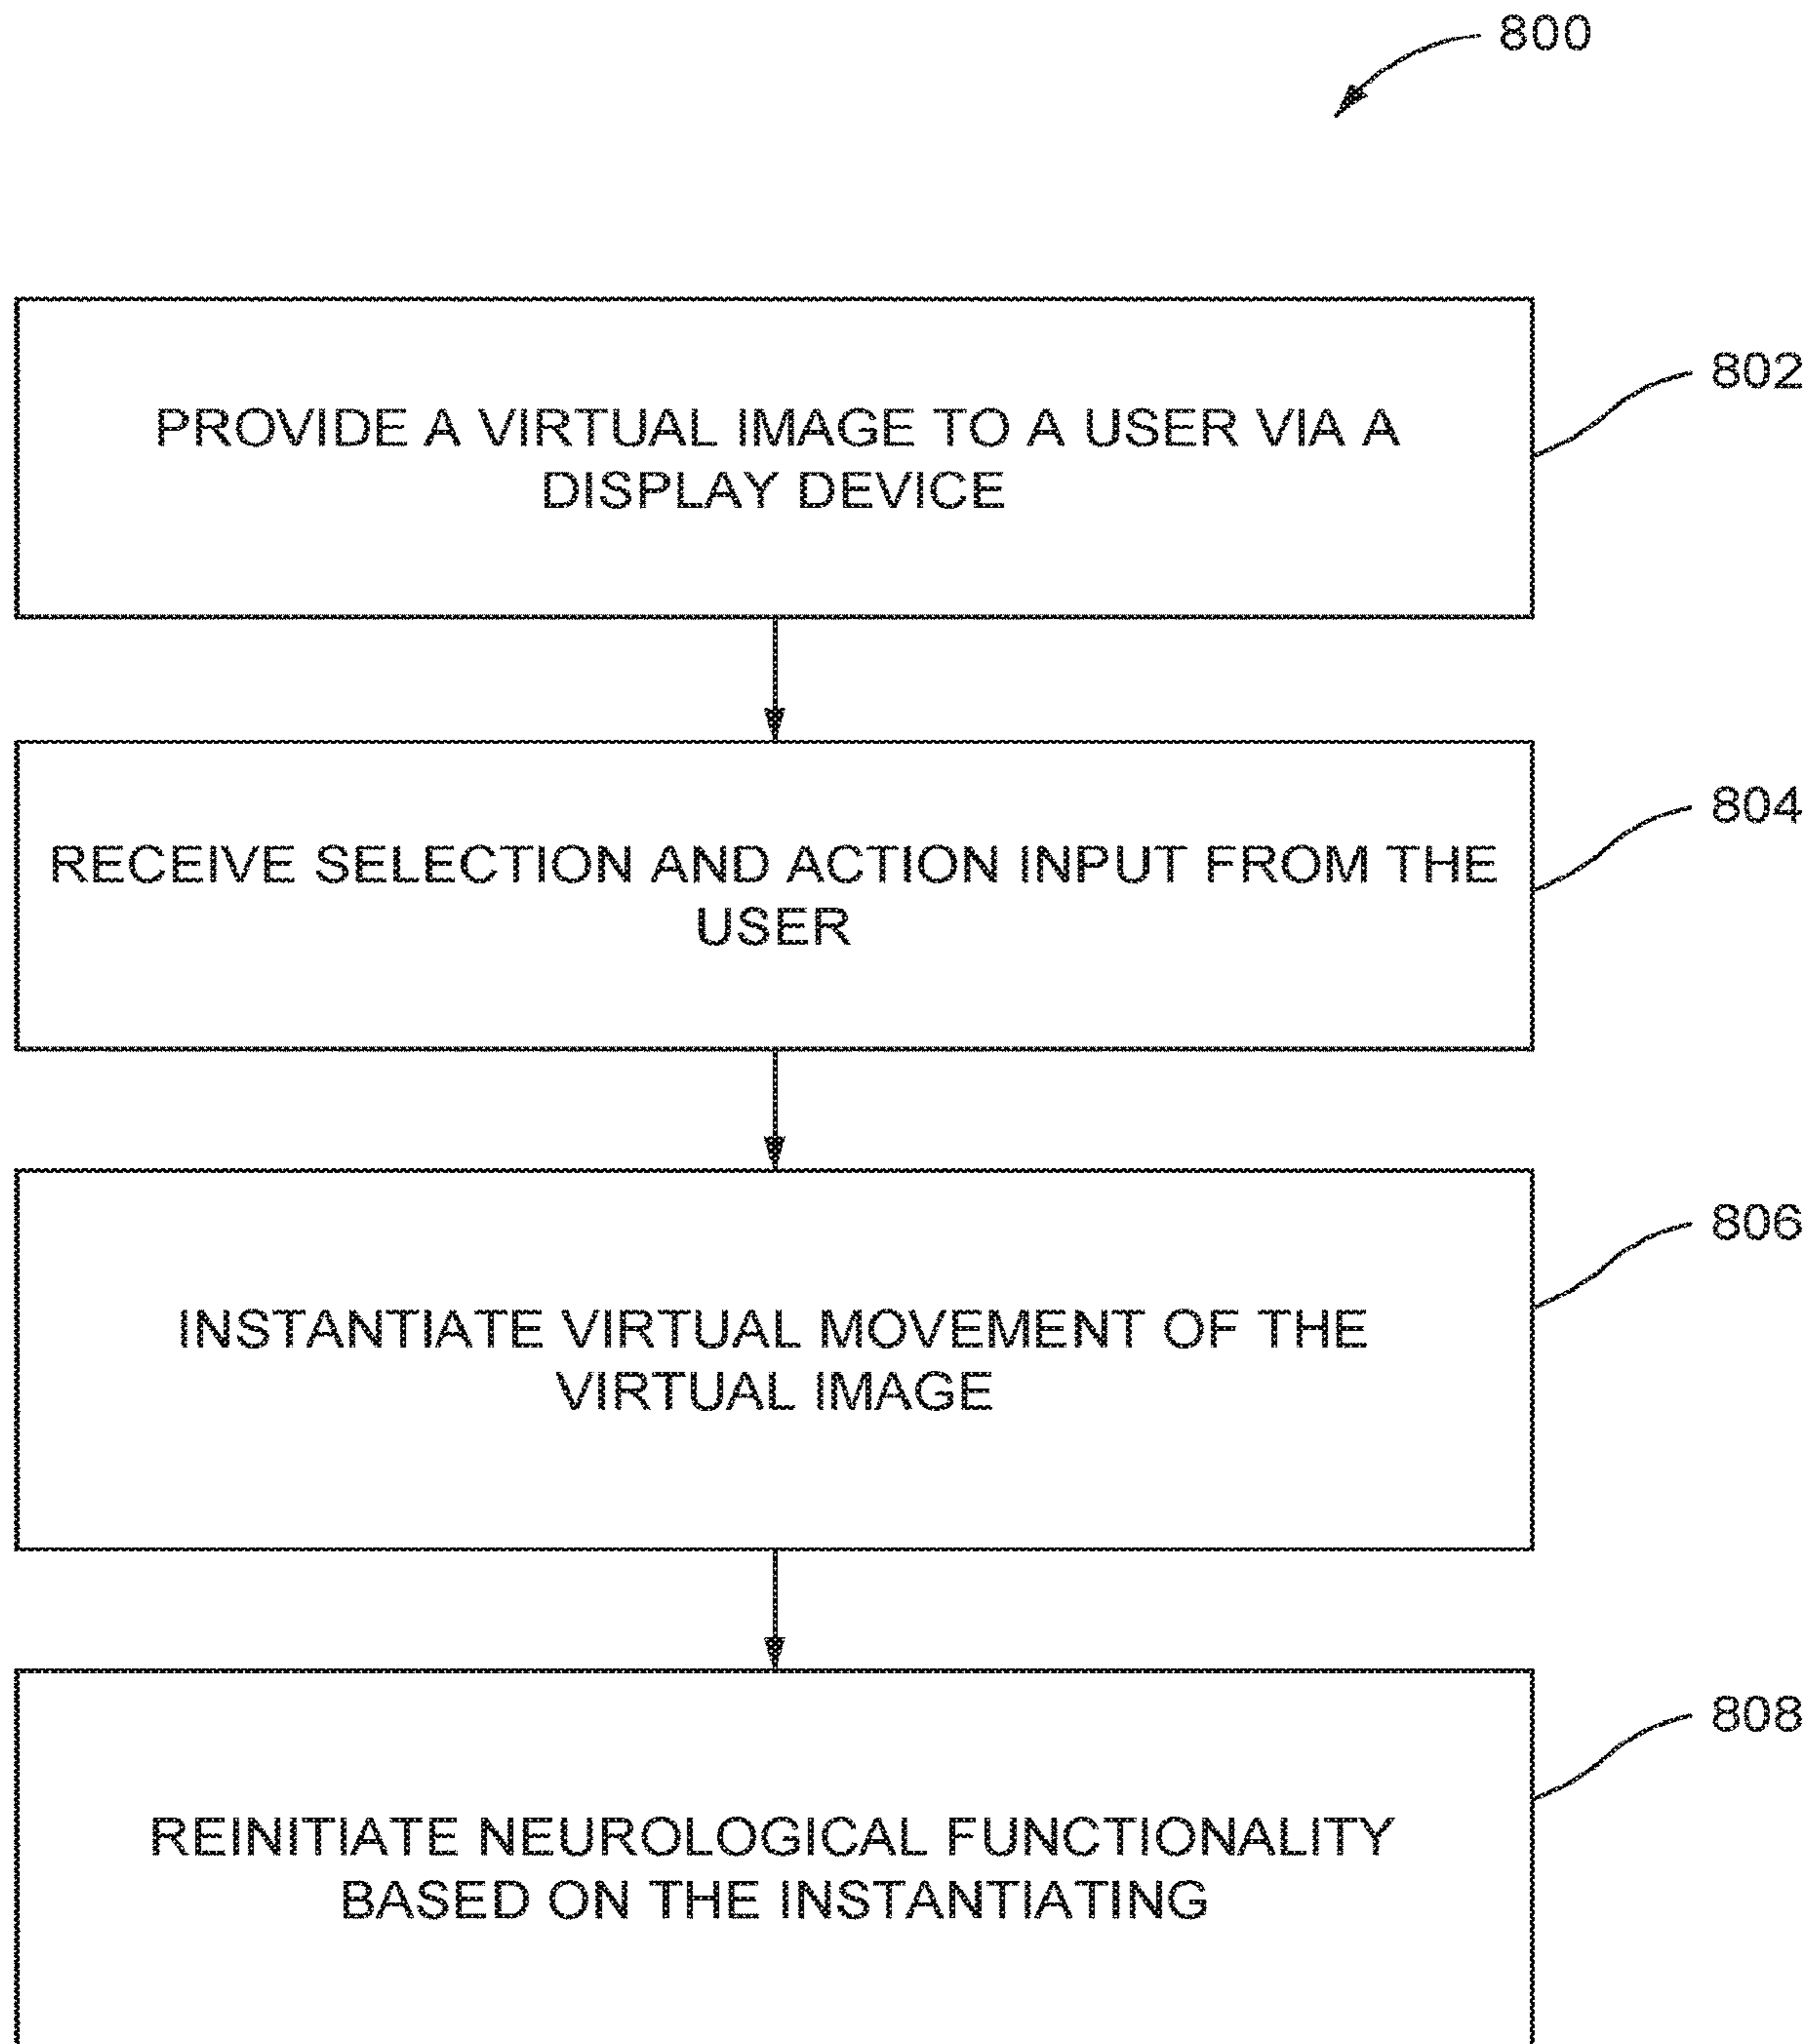 800
PROVIDE A VIRTUAL IMAGE TO A USER VIA A
DISPLAY DEVICE
802
RECEIVE SELECTION AND ACTION INPUT FROM THE
USER
804
INSTANTIATE VIRTUAL MOVEMENT OF THE
VIRTUAL IMAGE
806
REINITIATE NEUROLOGICAL FUNCTIONALITY
BASED ON THE INSTANTIATING
808